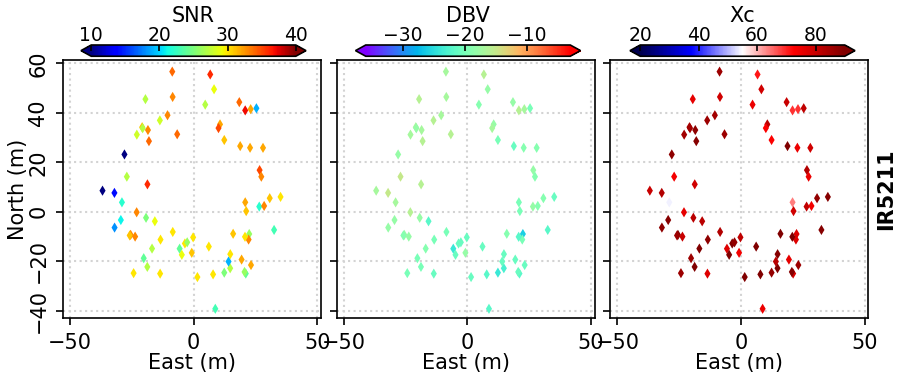 SNR DBV Xc
10 20 30 40 −30 −20 −10 20 40 60 80
60
40
20
0
−20
−40
North (m)
−50 0 50 −50 0 50 −50 0 50
East (m) East (m) East (m)
IR5211